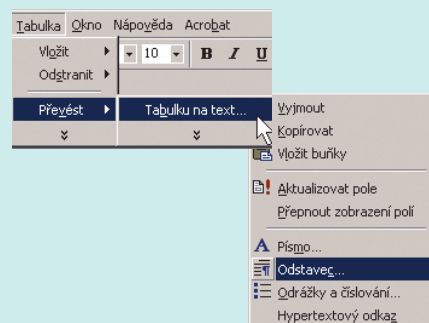 Tabulka Okno Nápověda Acrobat
Vložit 10 B I U
Odstranit
Převést Tabulku na text...
Vyjmout
Kopírovat
Vložit buňky
Aktualizovat pole
Přepnout zobrazení polí
A Písmo...
Odstavec...
Odrážky a číslování...
Hypertextový odkaz